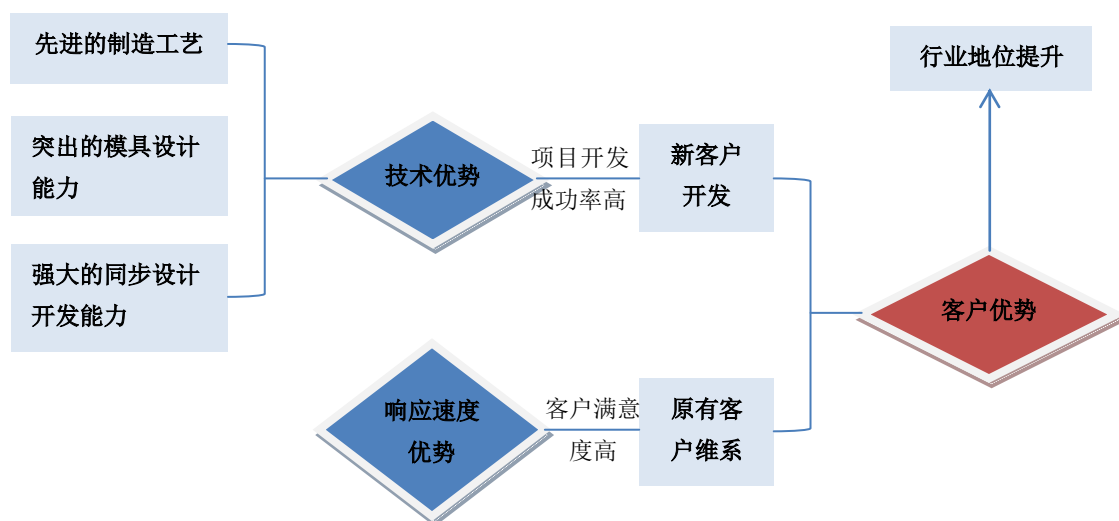 先进的制造工艺
突出的模具设计
能力
强大的同步设计
开发能力
技术优势
项目开发
成功率高
新客户
开发
响应速度
优势
客户满意
度高
原有客
户维系
客户优势
行业地位提升